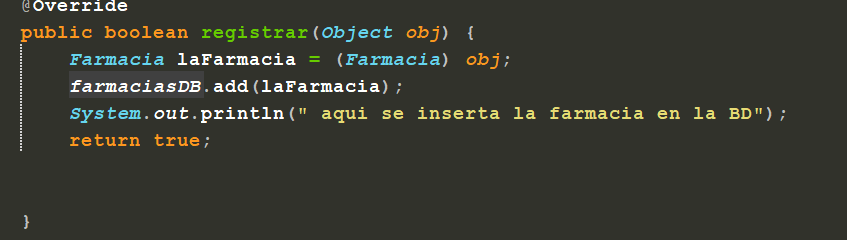 @Override
public boolean registrar(Object obj) {
Farmacia laFarmacia = (Farmacia) obj;
farmaciasDB.add(laFarmacia);
System.out.println(" aqui se inserta la farmacia en la BD");
return true;
}